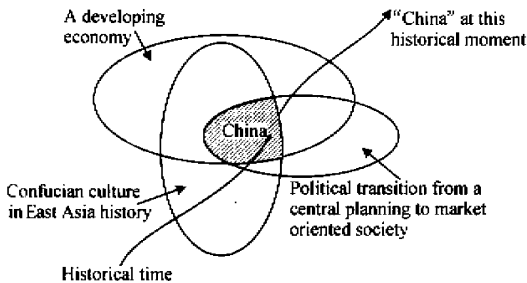 A developing
economy
“China” at this
historical moment
China
Confucian culture
in East Asia history
Political transition from a
central planning to market
oriented society
Historical time